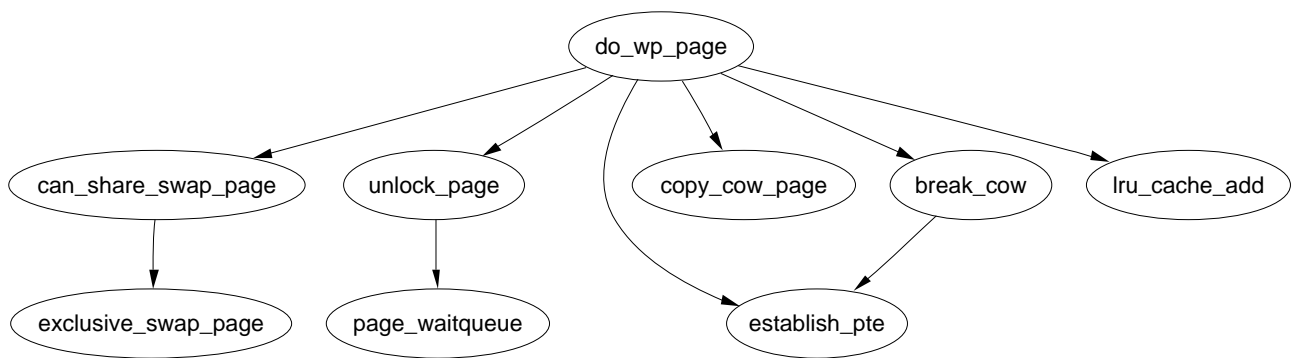 do_wp_page
can_share_swap_page
unlock_page
copy_cow_page
break_cow
lru_cache_add
exclusive_swap_page
page_waitqueue
establish_pte